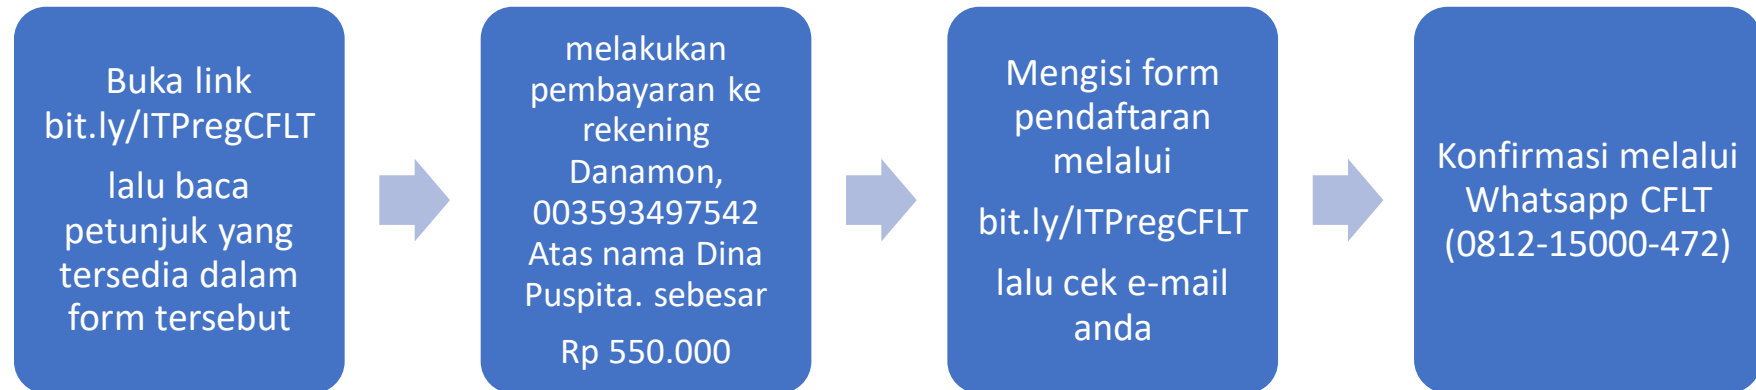 Buka link
bit.ly/ITPregCFLT
lalu baca
petunjuk yang
tersedia dalam
form tersebut
melakukan
pembayaran ke
rekening
Danamon,
003593497542
Atas nama Dina
Puspita. sebesar
Rp 550.000
Mengisi form
pendaftaran
melalui
bit.ly/ITPregCFLT
lalu cek e-mail
anda
Konfirmasi melalui
Whatsapp CFLT
(0812-15000-472)